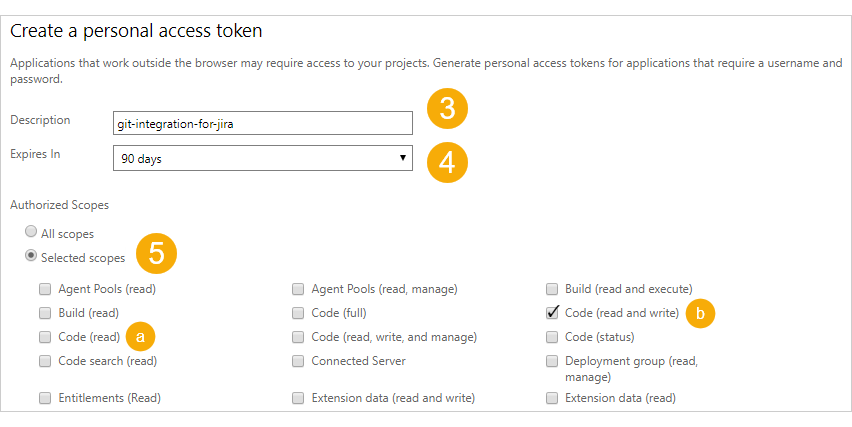 Create a personal access token
Applications that work outside the browser may require access to your projects. Generate personal access tokens for applications that require a username and
password.
Description
git-integration-for-jira
3
Expires In
90 days
4
Authorized Scopes
All scopes
Selected scopes
5
Agent Pools (read)
Agent Pools (read, manage)
Build (read and execute)
Build (read)
Code (full)
Code (read and write)
b
Code (read)
a
Code (read, write, and manage)
Code (status)
Code search (read)
Connected Server
Deployment group (read,
manage)
Entitlements (Read)
Extension data (read and write)
Extension data (read)